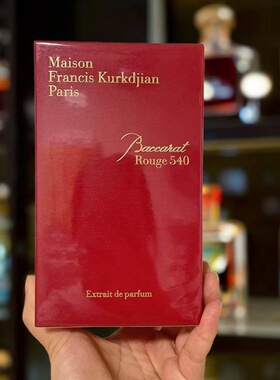 Maison
Francis Kurkdjian
Paris
Baccarat
Rouge 540
Extrait de parfum